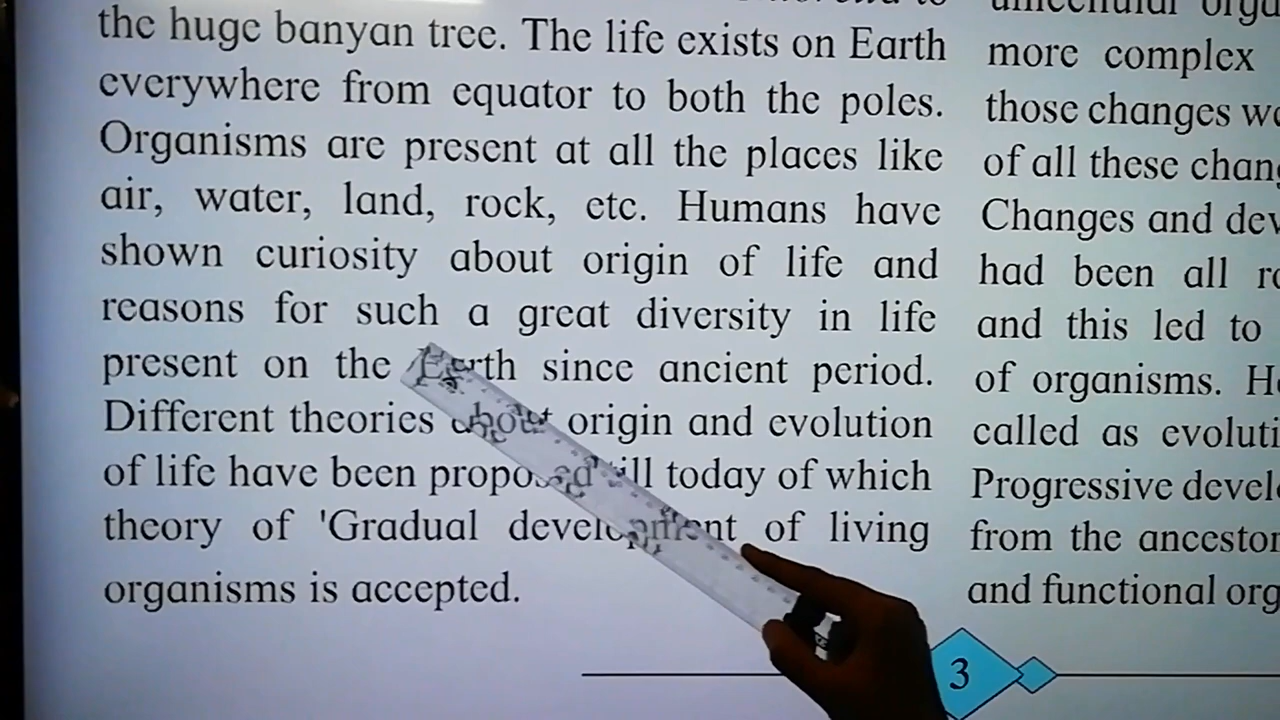 the huge banyan tree. The life exists on Earth
everywhere from equator to both the poles.
Organisms are present at all the places like
air, water, land, rock, etc. Humans have
shown curiosity about origin of life and
reasons for such a great diversity in life
present on the Earth since ancient period.
Different theories about origin and evolution
of life have been proposed till today of which
theory of 'Gradual development of living
organisms is accepted.
more complex
those changes
of all these
Changes and
had been all
and this led to
of organisms.
called as
Progressive
from the
and functional
3